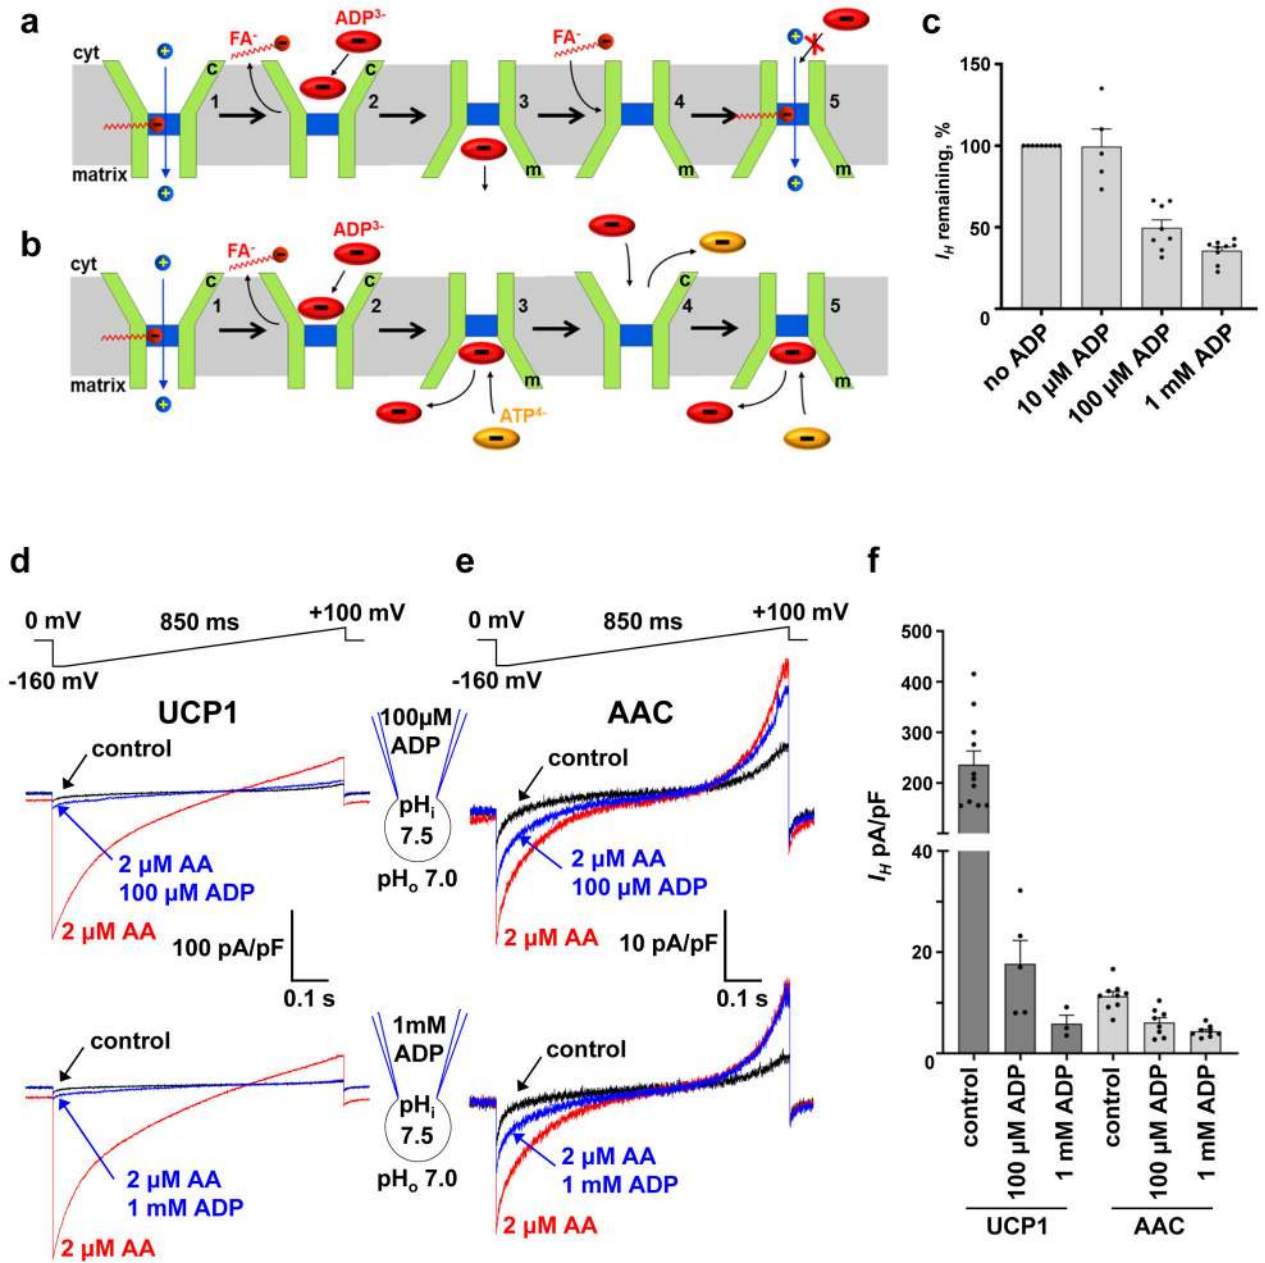 a
cyt
FA-
ADP3-
C
1
2
3
FA-
4
5
matrix
m
m
b
cyt
FA-
ADP3-
C
C
C
1
2
3
4
5
matrix
m
ATP4-
m
c
IH remaining, %
150
100
50
0
no ADP
10 µM ADP
100 µM ADP
1 mM ADP
d
0 mV
850 ms
+100 mV
-160 mV
UCP1
control
2 µM AA
100 µM ADP
2 µM AA
100 pA/pF
0.1 s
control
2 µM AA
1 mM ADP
2 µM AA
100µM
ADP
pHi
7.5
pHo 7.0
1mM
ADP
pHi
7.5
pHo 7.0
e
0 mV
850 ms
+100 mV
-160 mV
AAC
control
2 µM AA
100 µM ADP
2 µM AA
10 pA/pF
0.1 s
control
2 µM AA
1 mM ADP
2 µM AA
f
IH pA/pF
500
400
300
200
40
20
0
control
100 µM ADP
1 mM ADP
control
100 µM ADP
1 mM ADP
UCP1
AAC